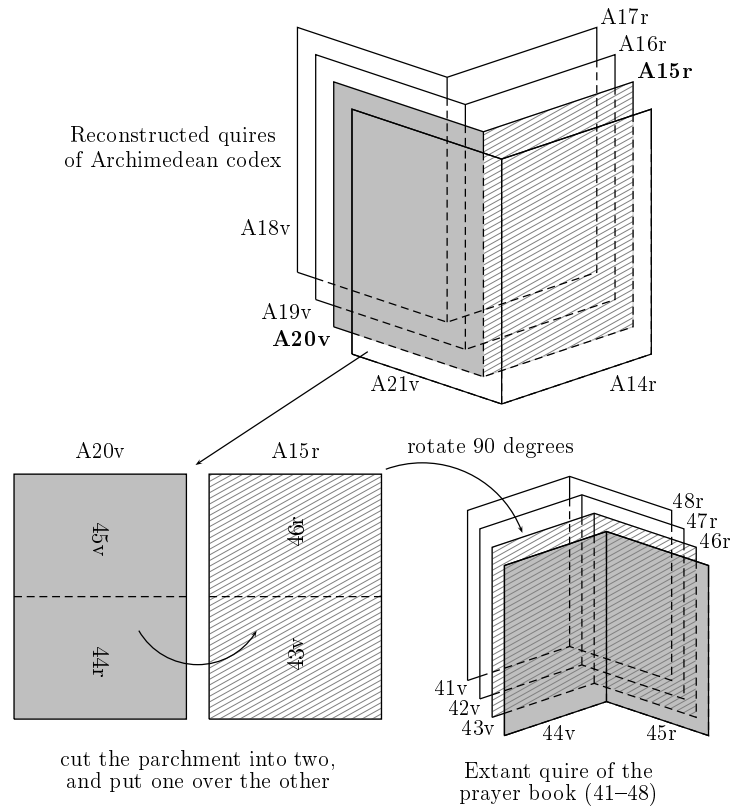 A17r
A16r
A15r
Reconstructed quires
of Archimedean codex
A18v
A19v
A20v
A21v
A14r
A20v
A15r
rotate 90 degrees
45v
46r
44r
43v
48r
47r
46r
41v
42v
43v
44v
45r
cut the parchment into two,
and put one over the other
Extant quire of the
prayer book (41–48)